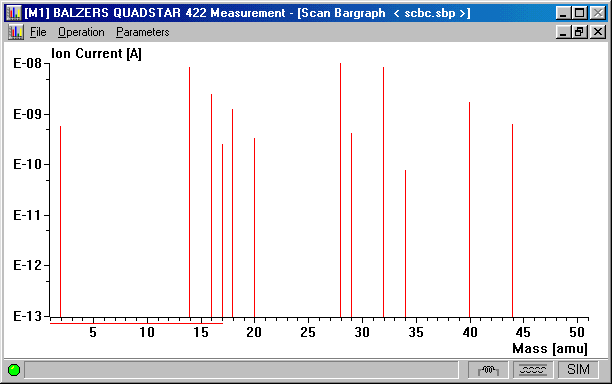 [M1] BALZERS QUADSTAR 422 Measurement - [Scan Bargraph < scbc.sbp >]
File Operation Parameters
Ion Current [A]
E-08
E-09
E-10
E-11
E-12
E-13
5 10 15 20 25 30 35 40 45 50
Mass [amu]
SIM